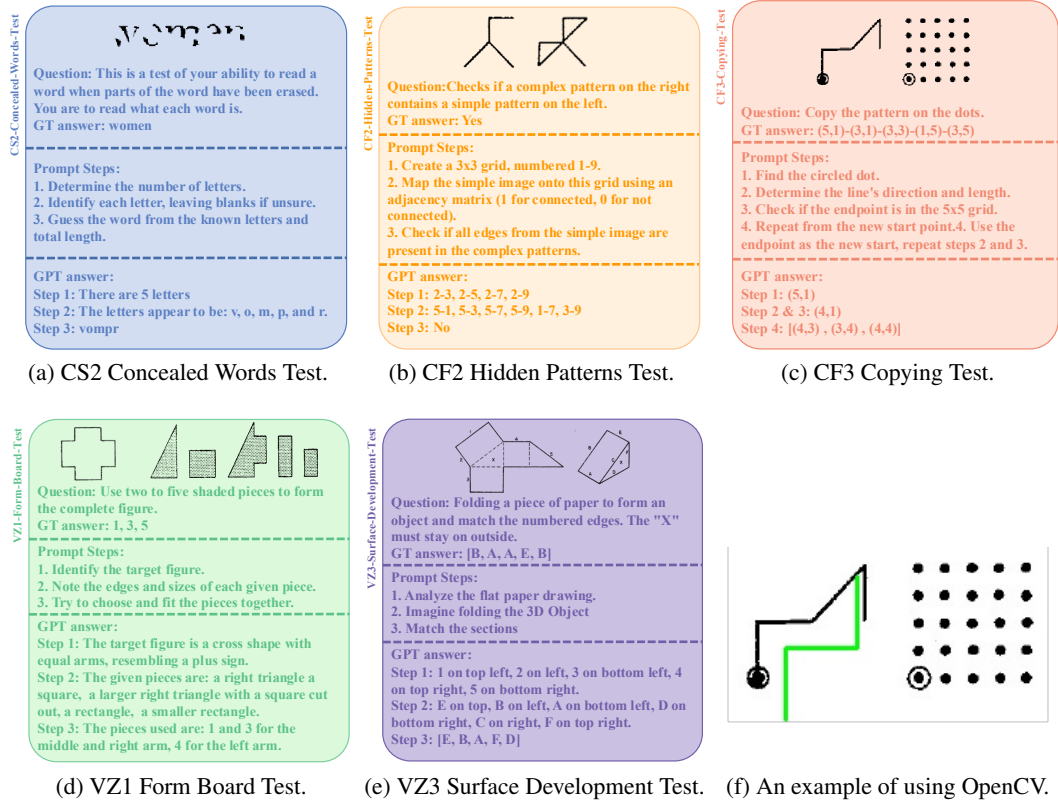 CS2-Concealed-Words-Test
women
Question: This is a test of your ability to read a
word when parts of the word have been erased.
You are to read what each word is.
GT answer: women
Prompt Steps:
1. Determine the number of letters.
2. Identify each letter, leaving blanks if unsure.
3. Guess the word from the known letters and
total length.
GPT answer:
Step 1: There are 5 letters
Step 2: The letters appear to be: v, o, m, p, and r.
Step 3: vompr
(a) CS2 Concealed Words Test.
CF2-Hidden-Patterns-Test
Question:Checks if a complex pattern on the right
contains a simple pattern on the left.
GT answer: Yes
Prompt Steps:
1. Create a 3x3 grid, numbered 1-9.
2. Map the simple image onto this grid using an
adjacency matrix (1 for connected, 0 for not
connected).
3. Check if all edges from the simple image are
present in the complex patterns.
GPT answer:
Step 1: 2-3, 2-5, 2-7, 2-9
Step 2: 5-1, 5-3, 5-7, 5-9, 1-7, 3-9
Step 3: No
(b) CF2 Hidden Patterns Test.
CF3-Copying-Test
Question: Copy the pattern on the dots.
GT answer: (5,1)-(3,1)-(3,3)-(1,5)-(3,5)
Prompt Steps:
1. Find the circled dot.
2. Determine the line's direction and length.
3. Check if the endpoint is in the 5x5 grid.
4. Repeat from the new start point.4. Use the
endpoint as the new start, repeat steps 2 and 3.
GPT answer:
Step 1: (5,1)
Step 2 & 3: (4,1)
Step 4: [(4,3) , (3,4) , (4,4)]
(c) CF3 Copying Test.
VZ1-Form-Board-Test
Question: Use two to five shaded pieces to form
the complete figure.
GT answer: 1, 3, 5
Prompt Steps:
1. Identify the target figure.
2. Note the edges and sizes of each given piece.
3. Try to choose and fit the pieces together.
GPT answer:
Step 1: The target figure is a cross shape with
equal arms, resembling a plus sign.
Step 2: The given pieces are: a right triangle a
square, a larger right triangle with a square cut
out, a rectangle, a smaller rectangle.
Step 3: The pieces used are: 1 and 3 for the
middle and right arm, 4 for the left arm.
(d) VZ1 Form Board Test.
VZ3-Surface-Development-Test
Question: Folding a piece of paper to form an
object and match the numbered edges. The "X"
must stay on outside.
GT answer: [B, A, A, E, B]
Prompt Steps:
1. Analyze the flat paper drawing.
2. Imagine folding the 3D Object
3. Match the sections
GPT answer:
Step 1: 1 on top left, 2 on left, 3 on bottom left, 4
on top right, 5 on bottom right.
Step 2: E on top, B on left, A on bottom left, D on
bottom right, C on right, F on top right.
Step 3: [E, B, A, F, D]
(e) VZ3 Surface Development Test.
(f) An example of using OpenCV.